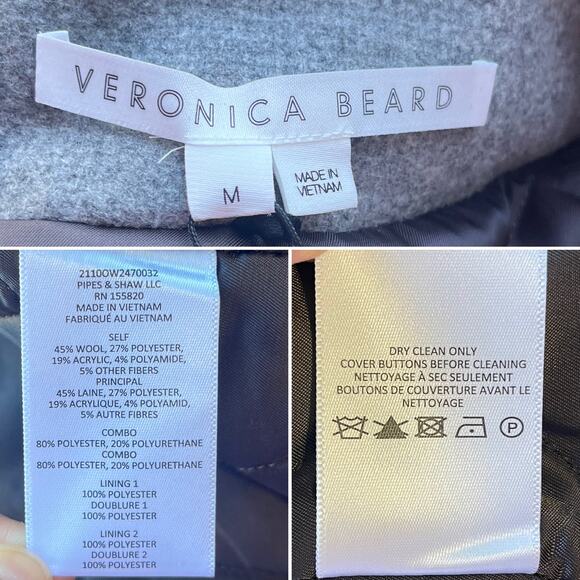 VERONICA BEARD
M
MADE IN
VIETNAM
2110OW2470032
PIPES & SHAW LLC
RN 155820
MADE IN VIETNAM
FABRIQUÉ AU VIETNAM
SELF
45% WOOL, 27% POLYESTER,
19% ACRYLIC, 4% POLYAMIDE,
5% OTHER FIBERS
PRINCIPAL
45% LAINE, 27% POLYESTER,
19% ACRYLIQUE, 4% POLYAMID,
5% AUTRE FIBRES
COMBO
80% POLYESTER, 20% POLYURETHANE
COMBO
80% POLYESTER, 20% POLYURETHANE
LINING 1
100% POLYESTER
DOUBLURE 1
100% POLYESTER
LINING 2
100% POLYESTER
DOUBLURE 2
100% POLYESTER
DRY CLEAN ONLY
COVER BUTTONS BEFORE CLEANING
NETTOYAGE À SEC SEULEMENT
BOUTONS DE COUVERTURE AVANT LE
NETTOYAGE
P